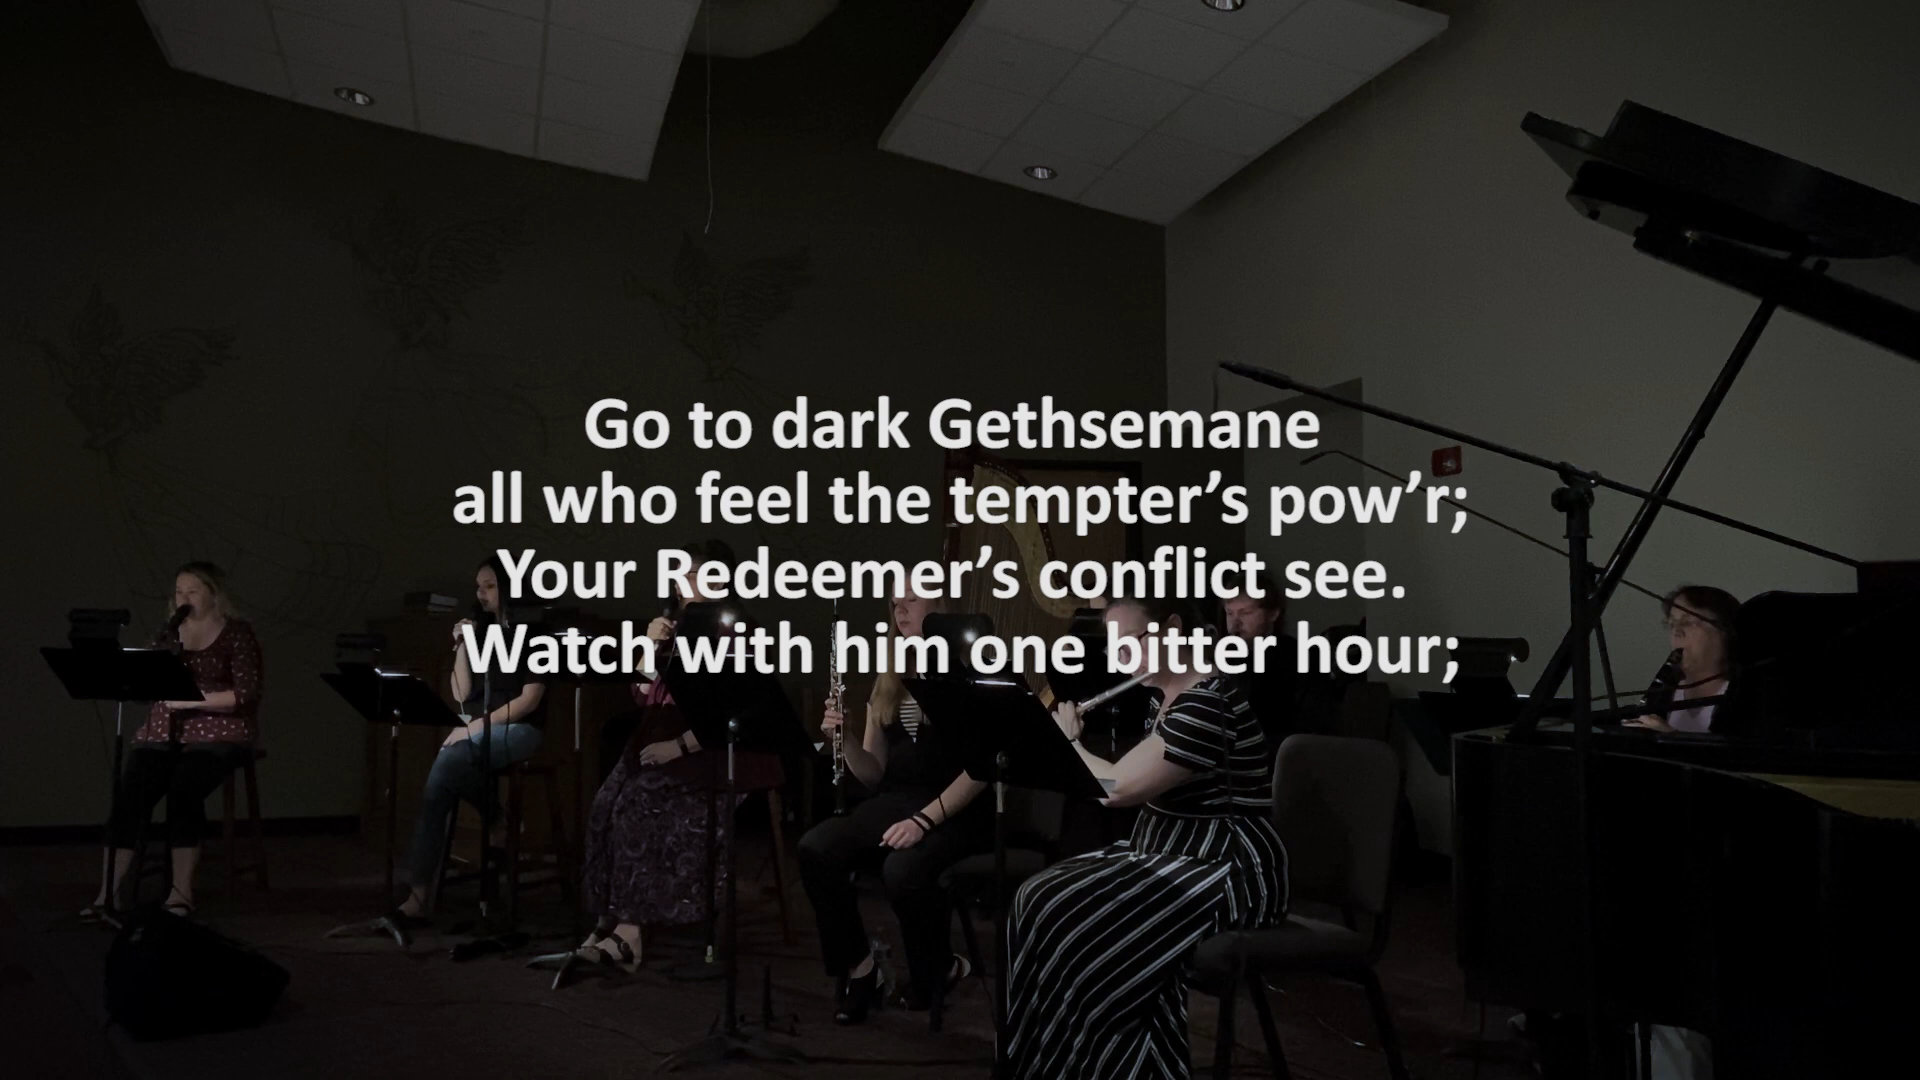 Go to dark Gethsemane
all who feel the tempter’s pow’r;
Your Redeemer’s conflict see.
Watch with him one bitter hour;